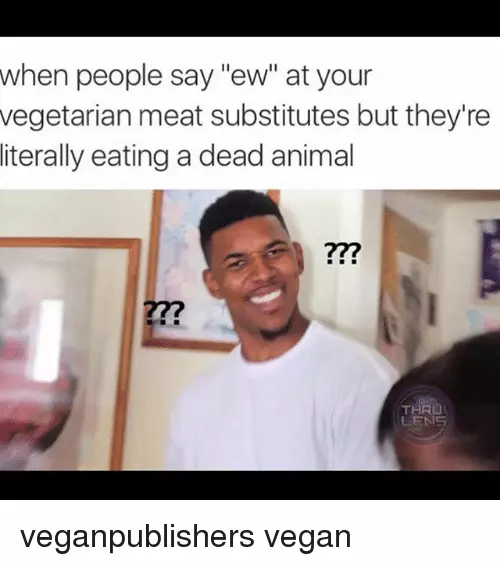 when people say "ew" at your
vegetarian meat substitutes but they're
literally eating a dead animal
???
???
THRU
LENS
veganpublishers vegan